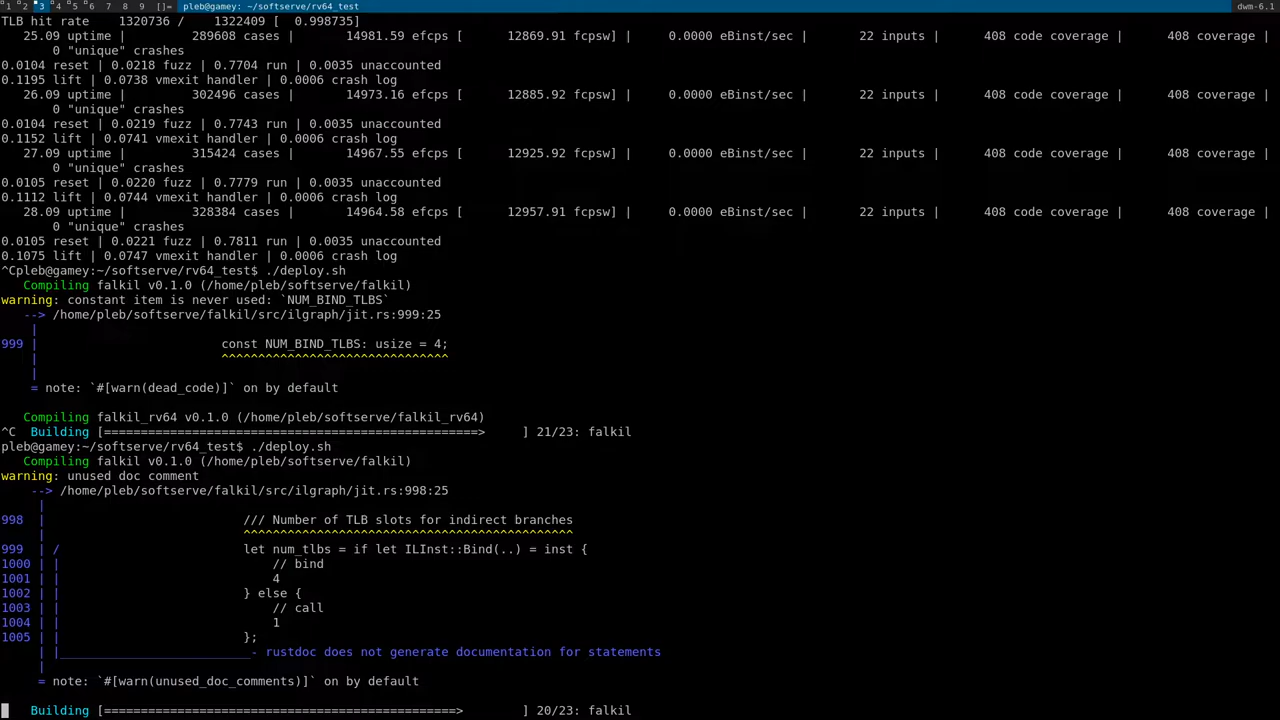 1 2 3 4 5 6 7 8 9 []= pleb@gamey:~/softserve/rv64_test dwm-6.1
TLB hit rate 1320736 / 1322409 [ 0.998735]
25.09 uptime | 289608 cases | 14981.59 efcps [ 12869.91 fcpsw] | 0.0000 eBinst/sec | 22 inputs | 408 code coverage | 408 code coverage |
0 "unique" crashes
0.0104 reset | 0.0218 fuzz | 0.7704 run | 0.0035 unaccounted
0.1195 lift | 0.0738 vmexit handler | 0.0006 crash log
26.09 uptime | 302496 cases | 14973.16 efcps [ 12885.92 fcpsw] | 0.0000 eBinst/sec | 22 inputs | 408 code coverage | 408 code coverage |
0 "unique" crashes
0.0104 reset | 0.0219 fuzz | 0.7743 run | 0.0035 unaccounted
0.1152 lift | 0.0741 vmexit handler | 0.0006 crash log
27.09 uptime | 315424 cases | 14967.55 efcps [ 12925.92 fcpsw] | 0.0000 eBinst/sec | 22 inputs | 408 code coverage | 408 code coverage |
0 "unique" crashes
0.0105 reset | 0.0220 fuzz | 0.7779 run | 0.0035 unaccounted
0.1112 lift | 0.0744 vmexit handler | 0.0006 crash log
28.09 uptime | 328384 cases | 14964.58 efcps [ 12957.91 fcpsw] | 0.0000 eBinst/sec | 22 inputs | 408 code coverage | 408 code coverage |
0 "unique" crashes
0.0105 reset | 0.0221 fuzz | 0.7811 run | 0.0035 unaccounted
0.1075 lift | 0.0747 vmexit handler | 0.0006 crash log
^Cpleb@gamey:~/softserve/rv64_test$ ./deploy.sh
Compiling falkil v0.1.0 (/home/pleb/softserve/falkil)
warning: constant item is never used: `NUM_BIND_TLBS`
--> /home/pleb/softserve/falkil/src/ilgraph/jit.rs:999:25
|
999 | const NUM_BIND_TLBS: usize = 4;
| ^^^^^^^^^^^^^^^^^^^^^^^^^^^^^^^
|
= note: `#[warn(dead_code)]` on by default
Compiling falkil_rv64 v0.1.0 (/home/pleb/softserve/falkil_rv64)
^C Building [===================================================> ] 21/23: falkil
pleb@gamey:~/softserve/rv64_test$ ./deploy.sh
Compiling falkil v0.1.0 (/home/pleb/softserve/falkil)
warning: unused doc comment
--> /home/pleb/softserve/falkil/src/ilgraph/jit.rs:998:25
|
998 | /// Number of TLB slots for indirect branches
| ^^^^^^^^^^^^^^^^^^^^^^^^^^^^^^^^^^^^^^^^^^^^^
999 | / let num_tlbs = if let ILInst::Bind(..) = inst {
1000 | | // bind
1001 | | 4
1002 | | } else {
1003 | | // call
1004 | | 1
1005 | | };
| |__________________________- rustdoc does not generate documentation for statements
|
= note: `#[warn(unused_doc_comments)]` on by default
Building [================================================> ] 20/23: falkil